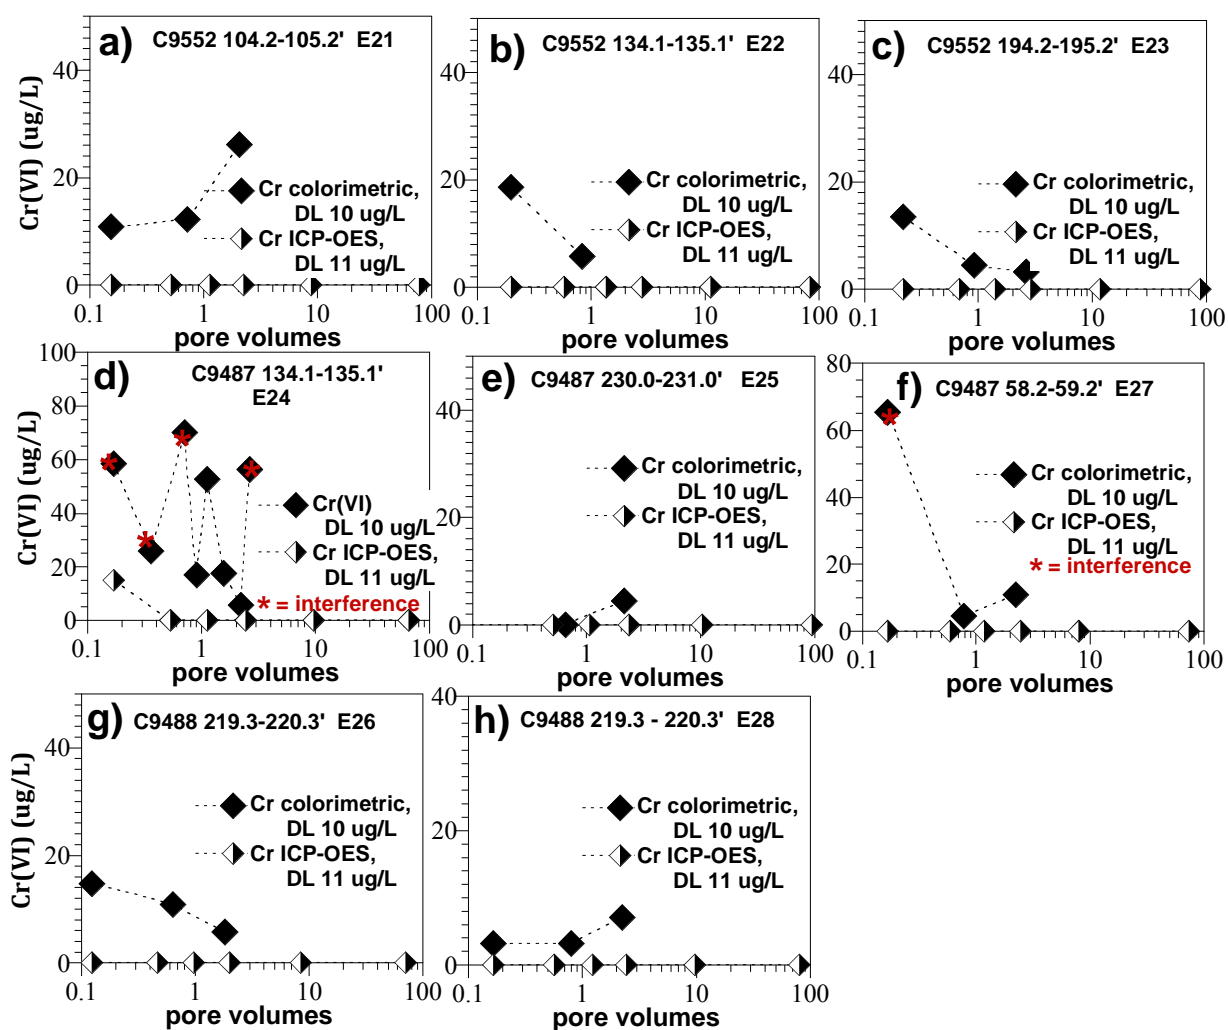 a)
C9552 104.2-105.2'  E21
Cr(VI) (ug/L)
40
20
0
Cr colorimetric,
DL 10 ug/L
Cr ICP-OES,
DL 11 ug/L
0.1 1 10 100
pore volumes
b)
C9552 134.1-135.1'  E22
40
20
0
Cr colorimetric,
DL 10 ug/L
Cr ICP-OES,
DL 11 ug/L
0.1 1 10 100
pore volumes
c)
C9552 194.2-195.2'  E23
40
20
0
Cr colorimetric,
DL 10 ug/L
Cr ICP-OES,
DL 11 ug/L
0.1 1 10 100
pore volumes
d)
C9487 134.1-135.1'
E24
Cr(VI) (ug/L)
100
80
60
40
20
0
Cr(VI)
DL 10 ug/L
Cr ICP-OES,
DL 11 ug/L
* = interference
0.1 1 10 100
pore volumes
e)
C9487 230.0-231.0'  E25
40
20
0
Cr colorimetric,
DL 10 ug/L
Cr ICP-OES,
DL 11 ug/L
0.1 1 10 100
pore volumes
f)
C9487 58.2-59.2'  E27
80
60
40
20
0
Cr colorimetric,
DL 10 ug/L
Cr ICP-OES,
DL 11 ug/L
* = interference
0.1 1 10 100
pore volumes
g)
C9488 219.3-220.3'  E26
Cr(VI) (ug/L)
40
20
0
Cr colorimetric,
DL 10 ug/L
Cr ICP-OES,
DL 11 ug/L
0.1 1 10 100
pore volumes
h)
C9488 219.3 - 220.3'  E28
40
20
0
Cr colorimetric,
DL 10 ug/L
Cr ICP-OES,
DL 11 ug/L
0.1 1 10 100
pore volumes